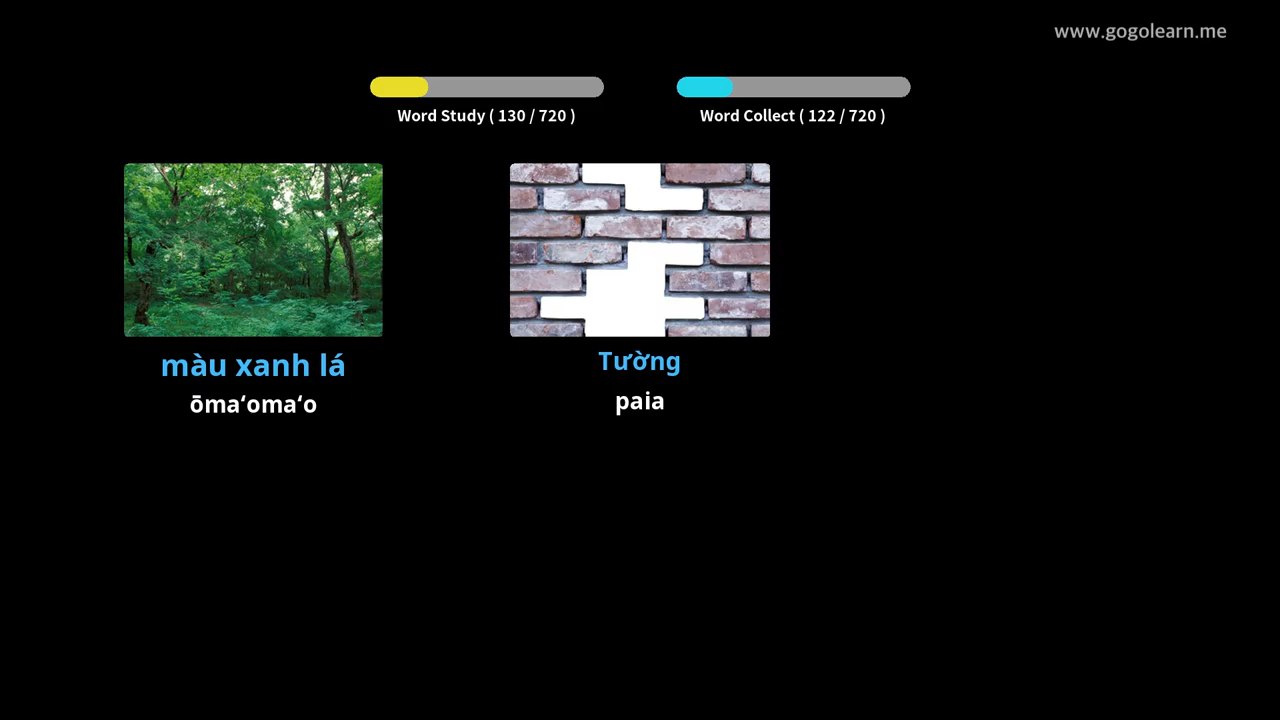 www.gogolearn.me
Word Study ( 130 / 720 )
Word Collect ( 122 / 720 )
màu xanh lá
ōmaʻomaʻo
Tường
paia